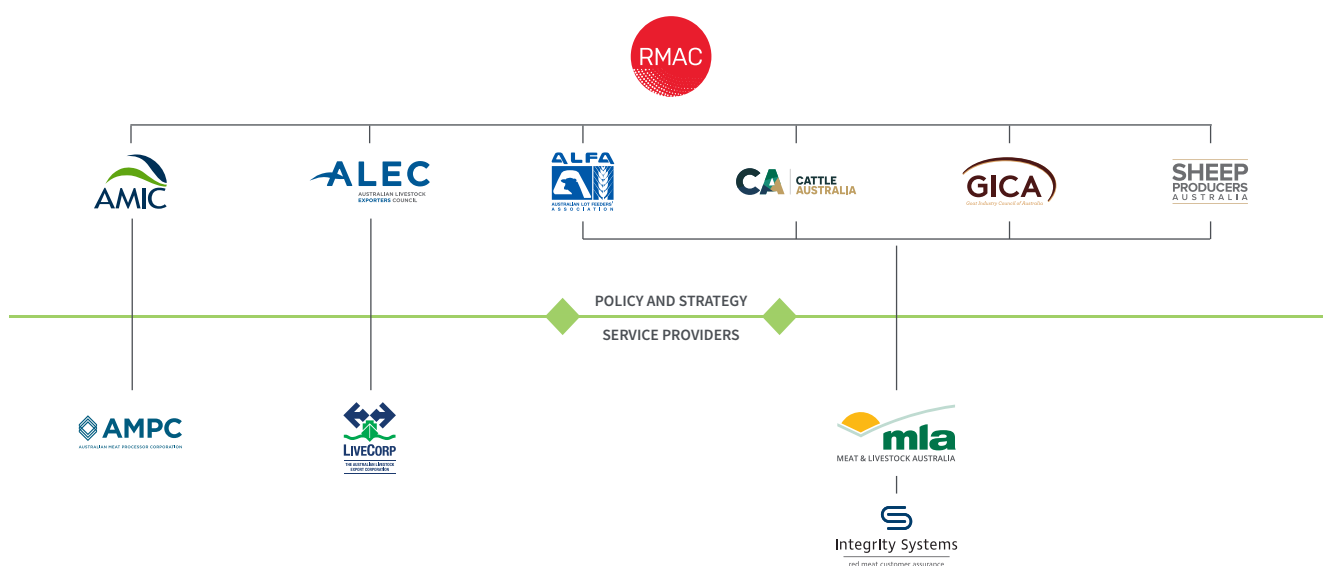 RMAC
AMIC
ALEC
AUSTRALIAN LIVESTOCK
EXPORTERS COUNCIL
ALFA
AUSTRALIAN LOT FEEDERS'
ASSOCIATION
CA
CATTLE
AUSTRALIA
GICA
Goat Industry Council of Australia
SHEEP
PRODUCERS
AUSTRALIA
POLICY AND STRATEGY
SERVICE PROVIDERS
AMPC
AUSTRALIAN MEAT PROCESSOR CORPORATION
LIVECORP
THE AUSTRALIAN LIVESTOCK
EXPORT CORPORATION
mla
MEAT & LIVESTOCK AUSTRALIA
Integrity Systems
red meat customer assurance